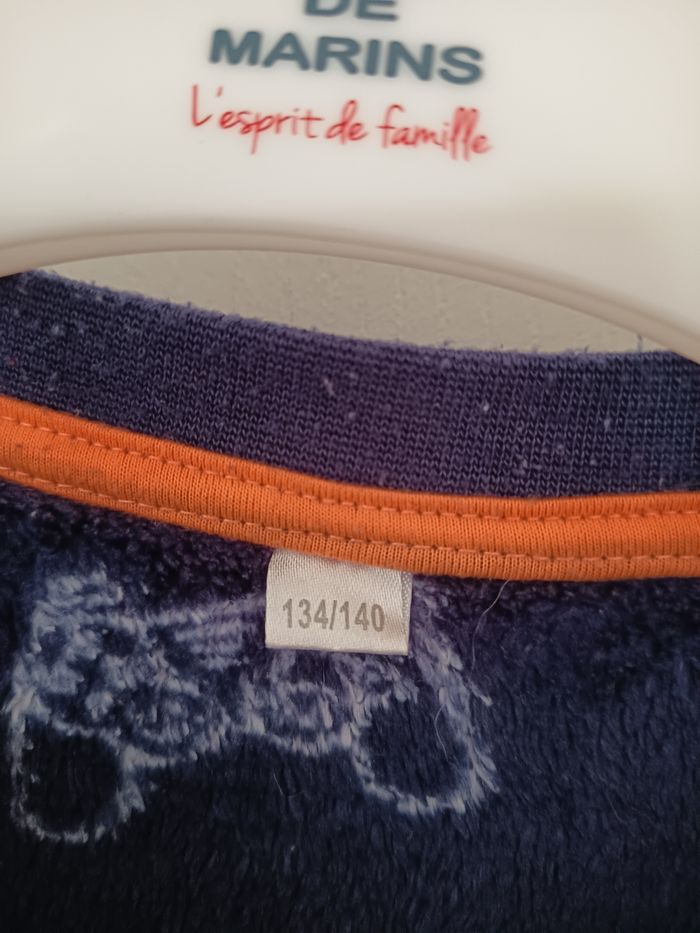 DE
MARINS
L'esprit de famille
134/140